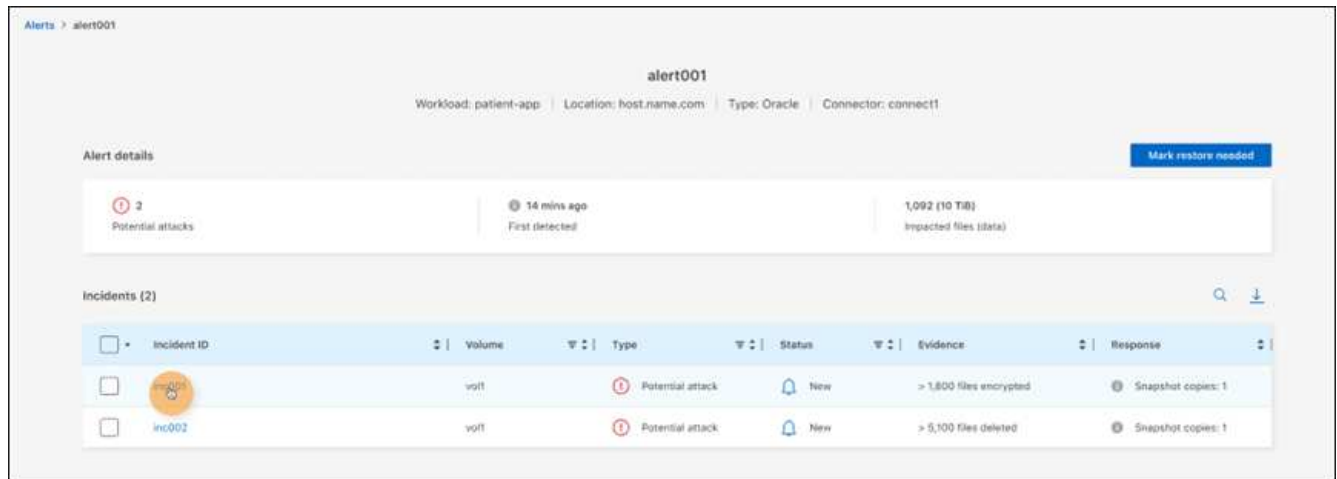 Alerts > alert001
alert001
Workload: patient-app | Location: host.name.com | Type: Oracle | Connector: connect1
Alert details
Mark restore needed
2
Potential attacks
14 mins ago
First detected
1,092 (10 TiB)
Impacted files (data)
Incidents (2)
Incident ID Volume Type Status Evidence Response
vol1 Potential attack New > 1,800 files encrypted Snapshot copies: 1
inc002 vol1 Potential attack New > 5,100 files deleted Snapshot copies: 1